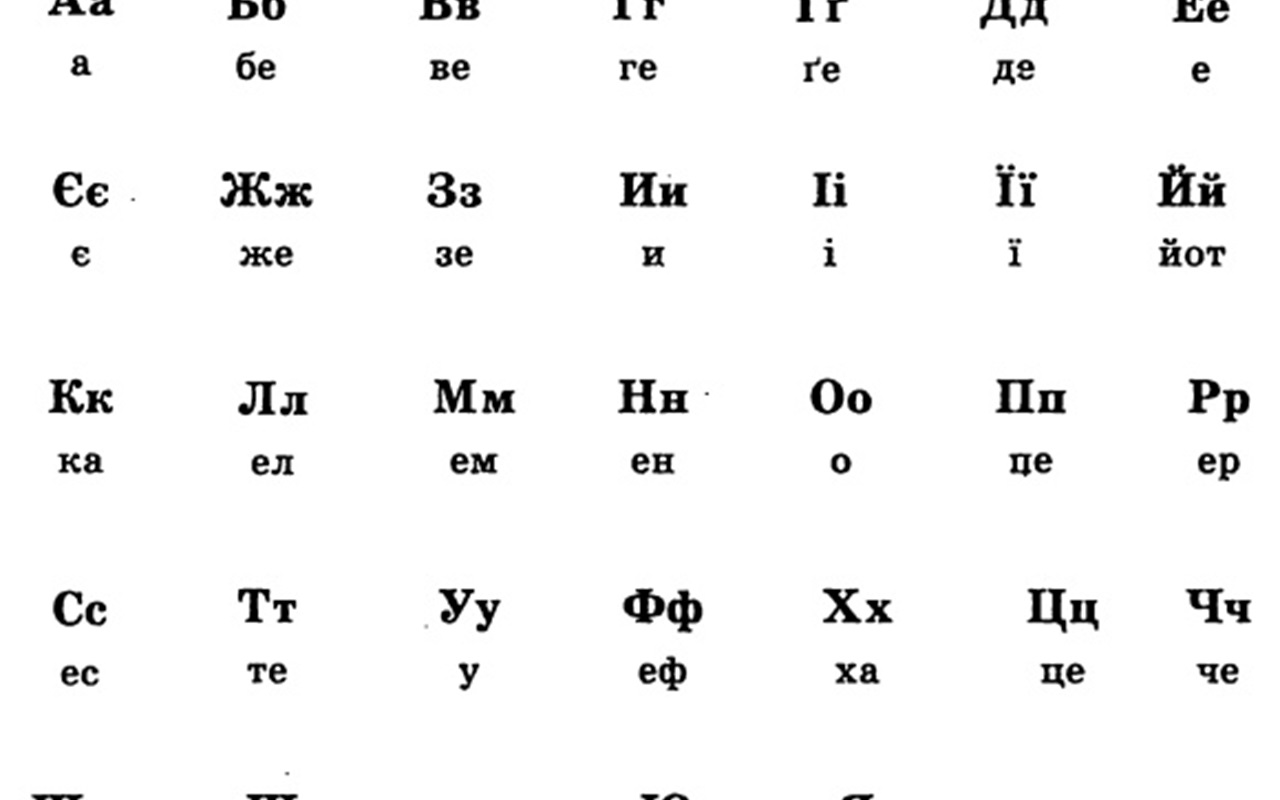 Аа Бб Вв Гг Ґґ Дд Ее
а бе ве ге ґе де е
Єє Жж Зз Ии Іі Її Йй
є же зе и і ї йот
Кк Лл Мм Нн Оо Пп Рр
ка ел ем ен о пе ер
Сс Тт Уу Фф Хх Цц Чч
ес те у еф ха це че